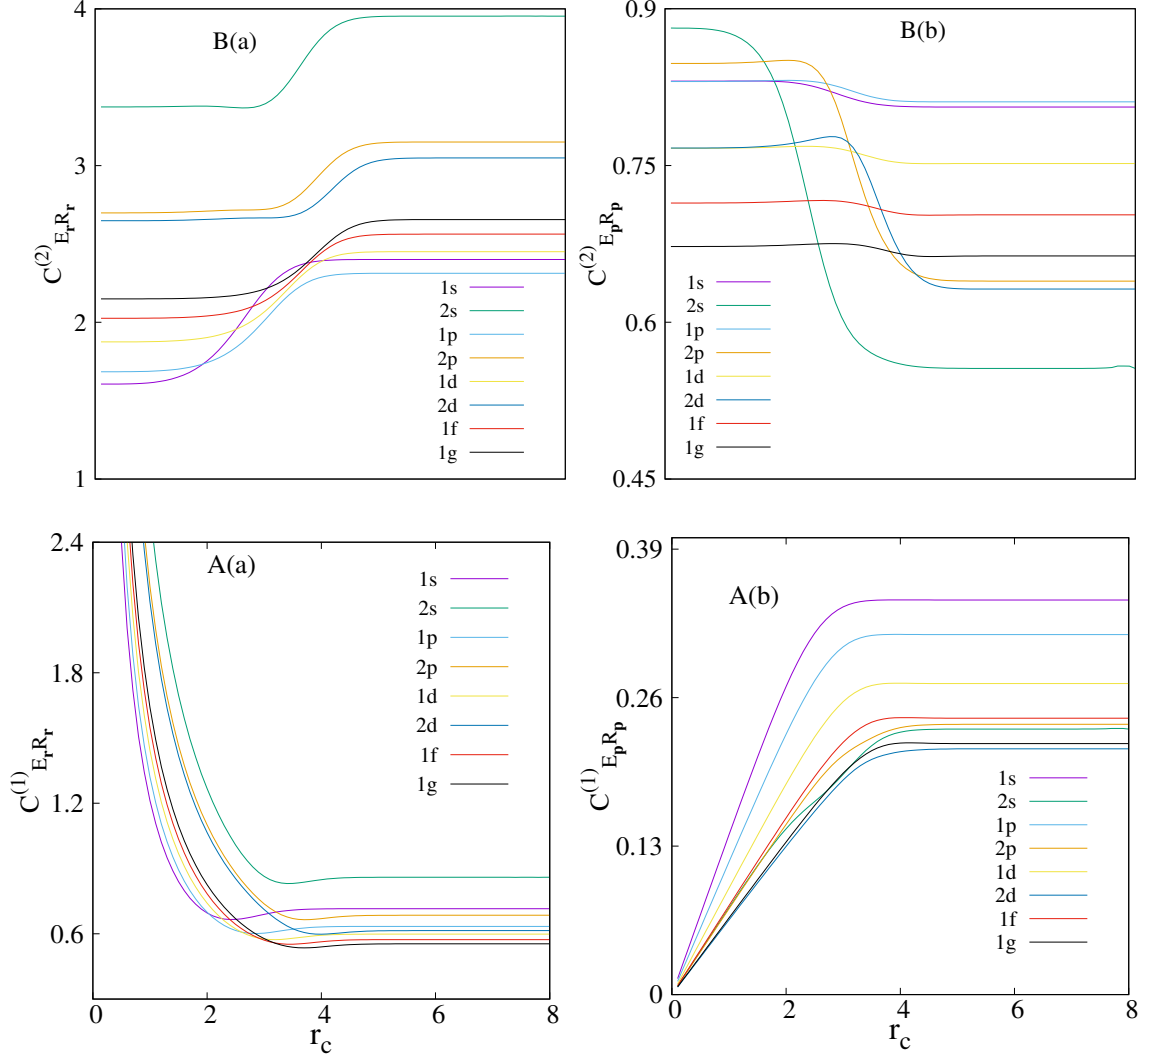 B(a)
4
3
2
1
C(2)ErRr
1s
2s
1p
2p
1d
2d
1f
1g
B(b)
0.9
0.75
0.6
0.45
C(2)EpRp
1s
2s
1p
2p
1d
2d
1f
1g
A(a)
2.4
1.8
1.2
0.6
C(1)ErRr
1s
2s
1p
2p
1d
2d
1f
1g
0 2 4 6 8
rc
A(b)
0.39
0.26
0.13
0
C(1)EpRp
1s
2s
1p
2p
1d
2d
1f
1g
0 2 4 6 8
rc